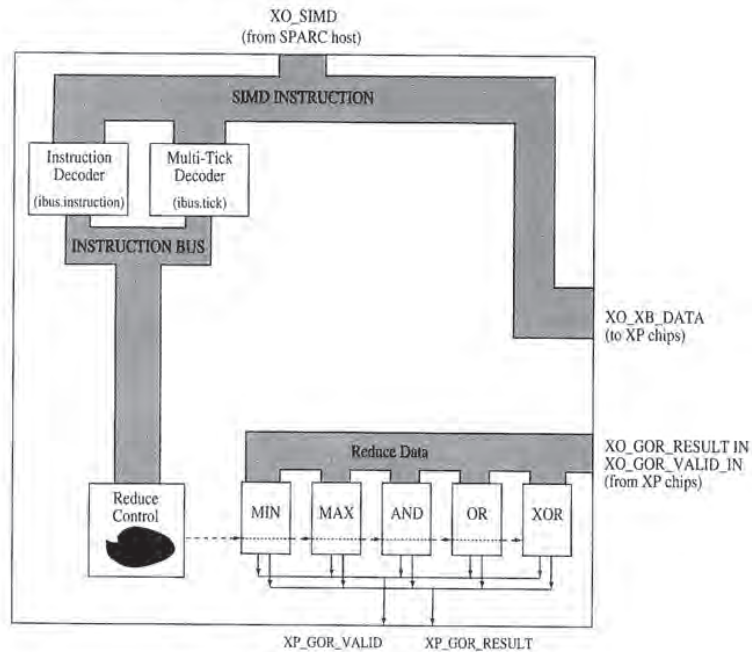 XO_SIMD
(from SPARC host)
SIMD INSTRUCTION
Instruction
Decoder
(ibus.instruction)
Multi-Tick
Decoder
(ibus.tick)
INSTRUCTION BUS
XO_XB_DATA
(to XP chips)
Reduce Data
XO_GOR_RESULT IN
XO_GOR_VALID_IN
(from XP chips)
Reduce
Control
MIN
MAX
AND
OR
XOR
XP_GOR_VALID
XP_GOR_RESULT